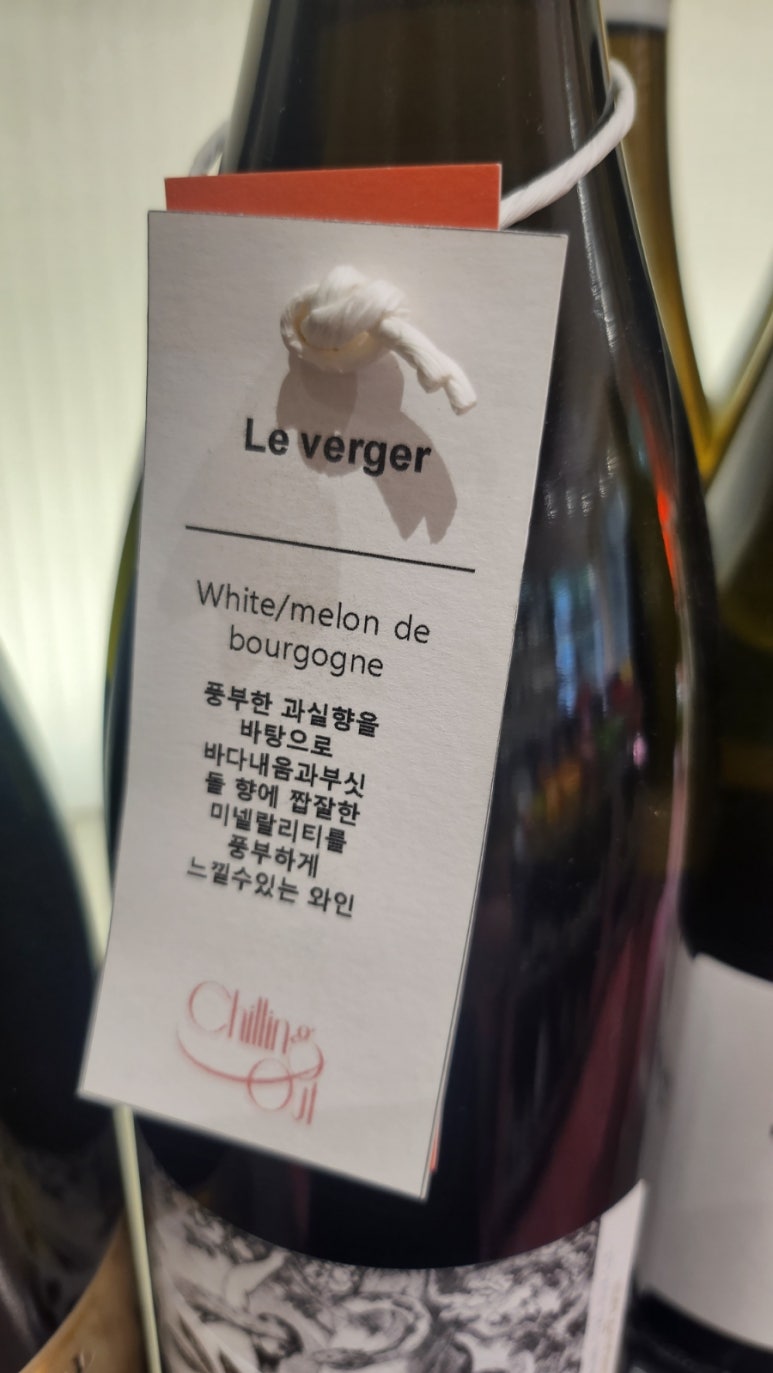 Le verger
White/melon de
bourgogne
풍부한 과실향을
바탕으로
바다내음과부싯
돌 향에 짭잘한
미넬랄리티를
풍부하게
느낄수있는 와인
Chilling